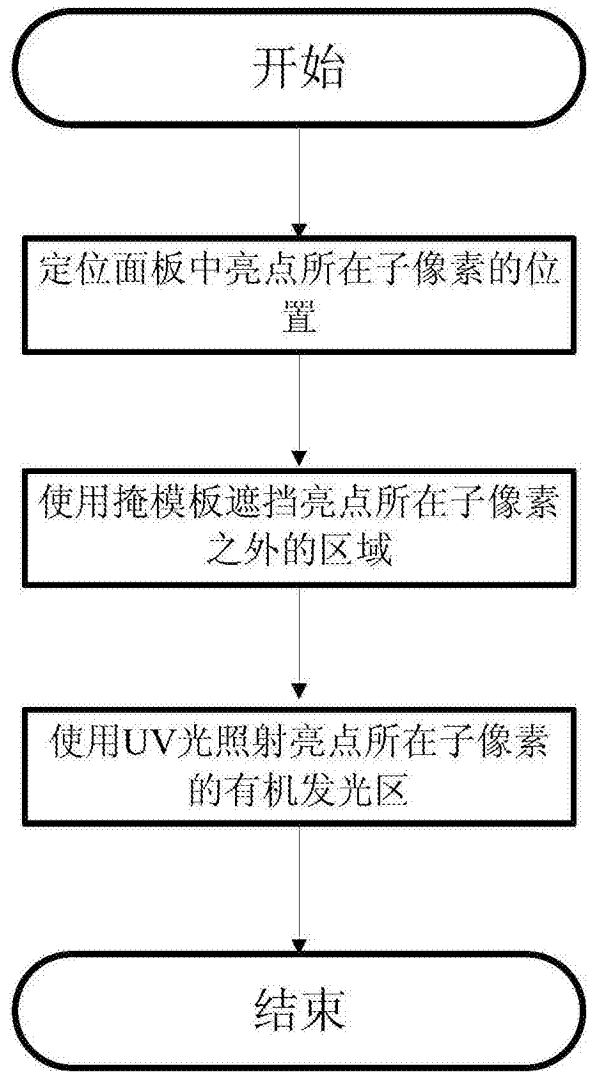 开始
定位面板中亮点所在子像素的位
置
使用掩模板遮挡亮点所在子像素
之外的区域
使用UV光照射亮点所在子像素
的有机发光区
结束